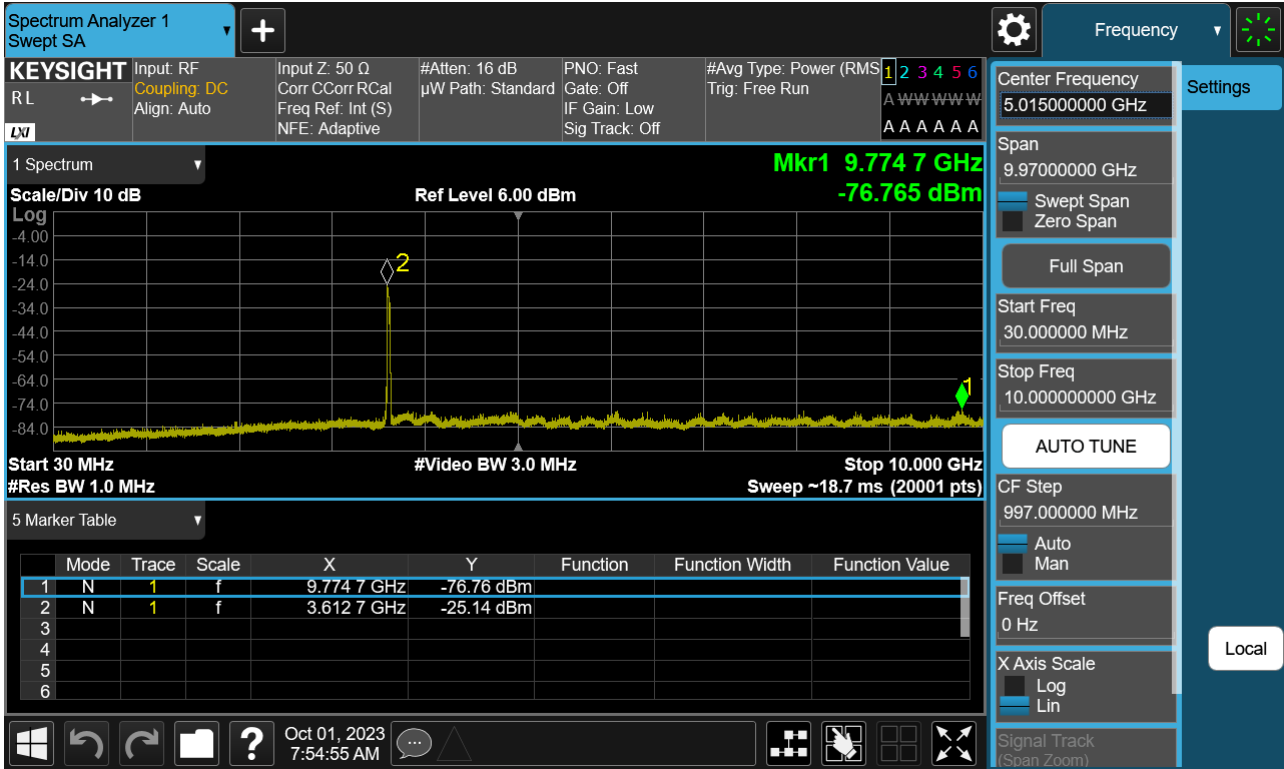 Spectrum Analyzer 1
Swept SA
Frequency
KEYSIGHT
R L
LXI
Input: RF
Coupling: DC
Align: Auto
Input Z: 50 Ω
Corr CCorr RCal
Freq Ref: Int (S)
NFE: Adaptive
#Atten: 16 dB
µW Path: Standard
PNO: Fast
Gate: Off
IF Gain: Low
Sig Track: Off
#Avg Type: Power (RMS
Trig: Free Run
1 2 3 4 5 6
A W W W W W
A A A A A A
1 Spectrum
Mkr1 9.774 7 GHz
Scale/Div 10 dB
Ref Level 6.00 dBm
-76.765 dBm
Log
-4.00
-14.0
2
-24.0
-34.0
-44.0
-54.0
-64.0
1
-74.0
-84.0
Start 30 MHz
#Video BW 3.0 MHz
Stop 10.000 GHz
#Res BW 1.0 MHz
Sweep ~18.7 ms (20001 pts)
5 Marker Table
Mode Trace Scale X Y Function Function Width Function Value
1 N 1 f 9.774 7 GHz -76.76 dBm
2 N 1 f 3.612 7 GHz -25.14 dBm
3
4
5
6
Center Frequency
5.015000000 GHz
Span
9.97000000 GHz
Swept Span
Zero Span
Full Span
Start Freq
30.000000 MHz
Stop Freq
10.000000000 GHz
AUTO TUNE
CF Step
997.000000 MHz
Auto
Man
Freq Offset
0 Hz
X Axis Scale
Log
Lin
Signal Track
(Span Zoom)
Settings
Local
?
Oct 01, 2023
7:54:55 AM